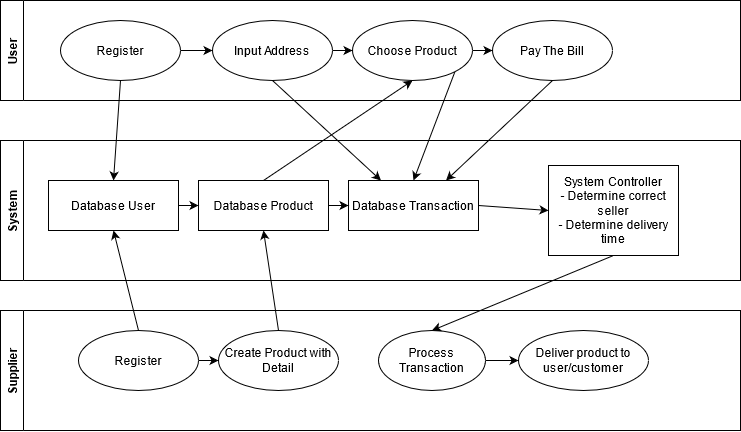 User
Register
Input Address
Choose Product
Pay The Bill
System
Database User
Database Product
Database Transaction
System Controller
- Determine correct
seller
- Determine delivery
time
Supplier
Register
Create Product with
Detail
Process
Transaction
Deliver product to
user/customer